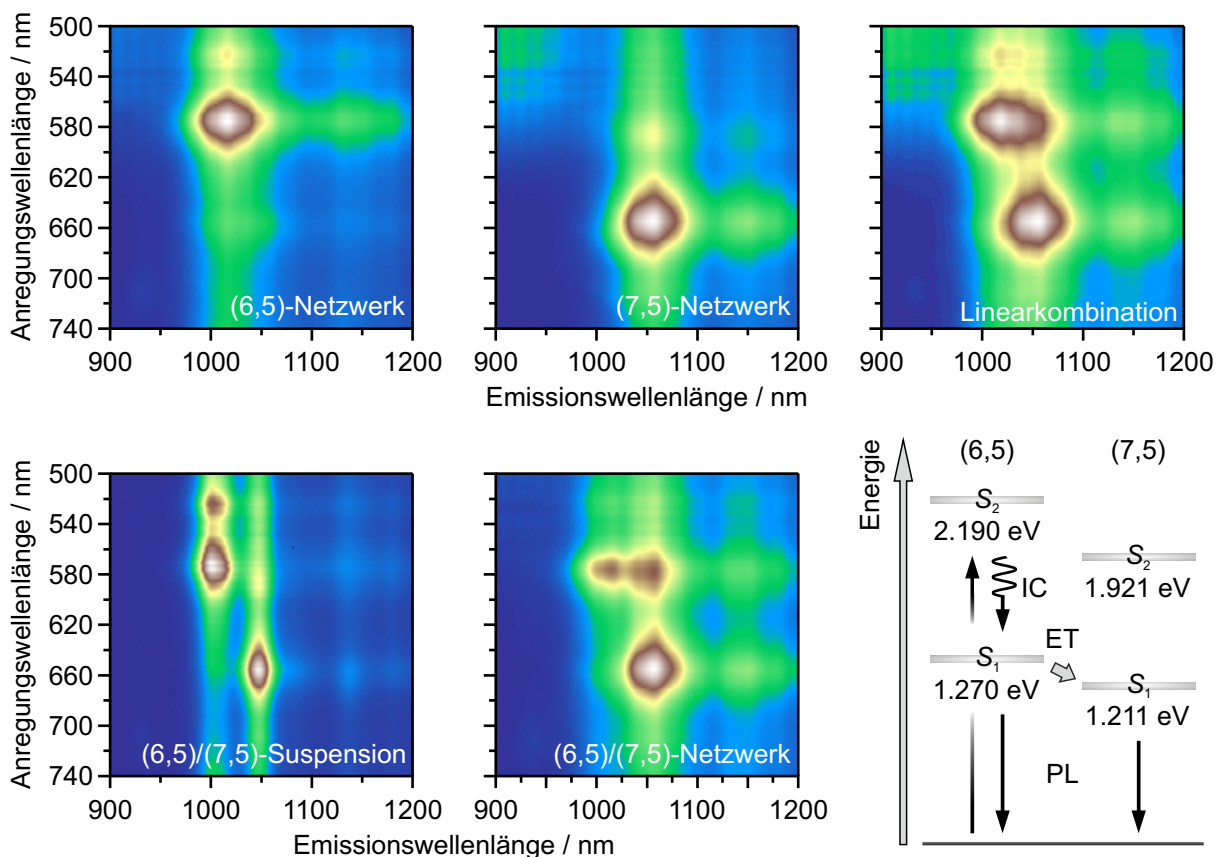 Anregungswellenlänge / nm
500
540
580
620
660
700
740
(6,5)-Netzwerk
(7,5)-Netzwerk
Linearkombination
900 1000 1100 1200
900 1000 1100 1200
900 1000 1100 1200
Emissionswellenlänge / nm
Anregungswellenlänge / nm
500
540
580
620
660
700
740
(6,5)/(7,5)-Suspension
(6,5)/(7,5)-Netzwerk
900 1000 1100 1200
900 1000 1100 1200
Emissionswellenlänge / nm
Energie
(6,5) (7,5)
S2
2.190 eV
S2
1.921 eV
IC
ET
S1
1.270 eV
S1
1.211 eV
PL